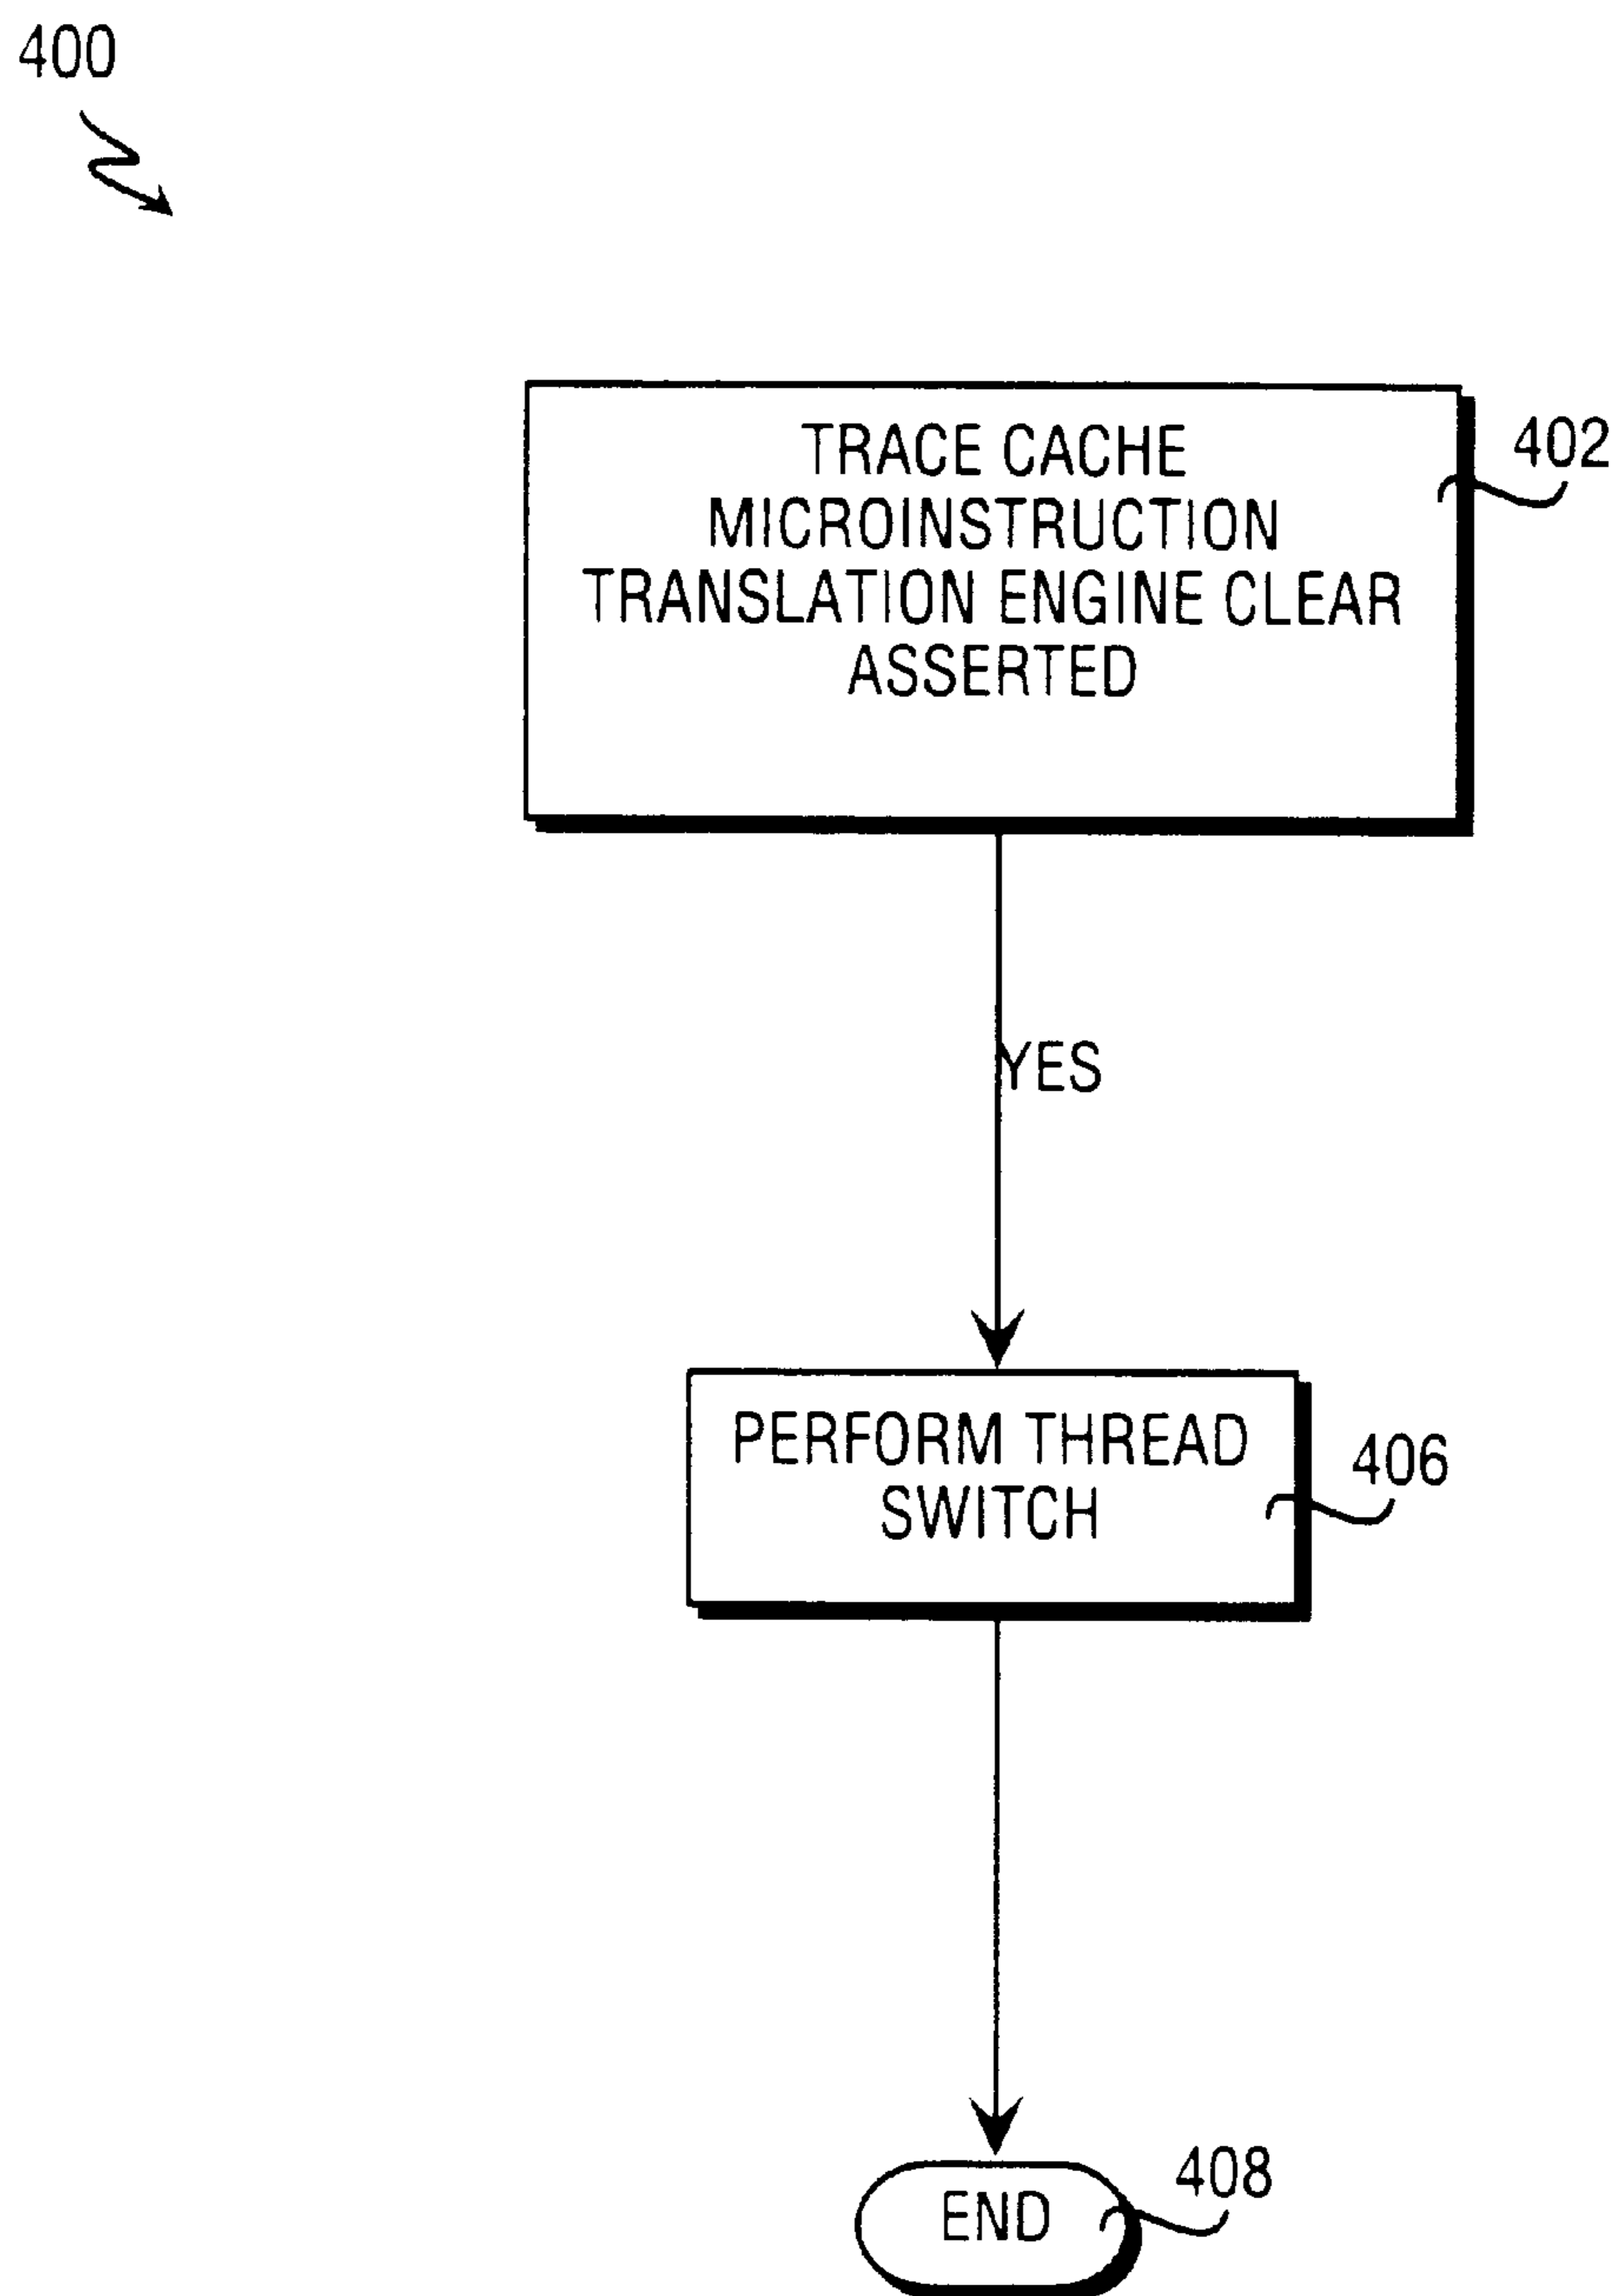 400
TRACE CACHE
MICROINSTRUCTION
TRANSLATION ENGINE CLEAR
ASSERTED
402
YES
PERFORM THREAD
SWITCH
406
END
408